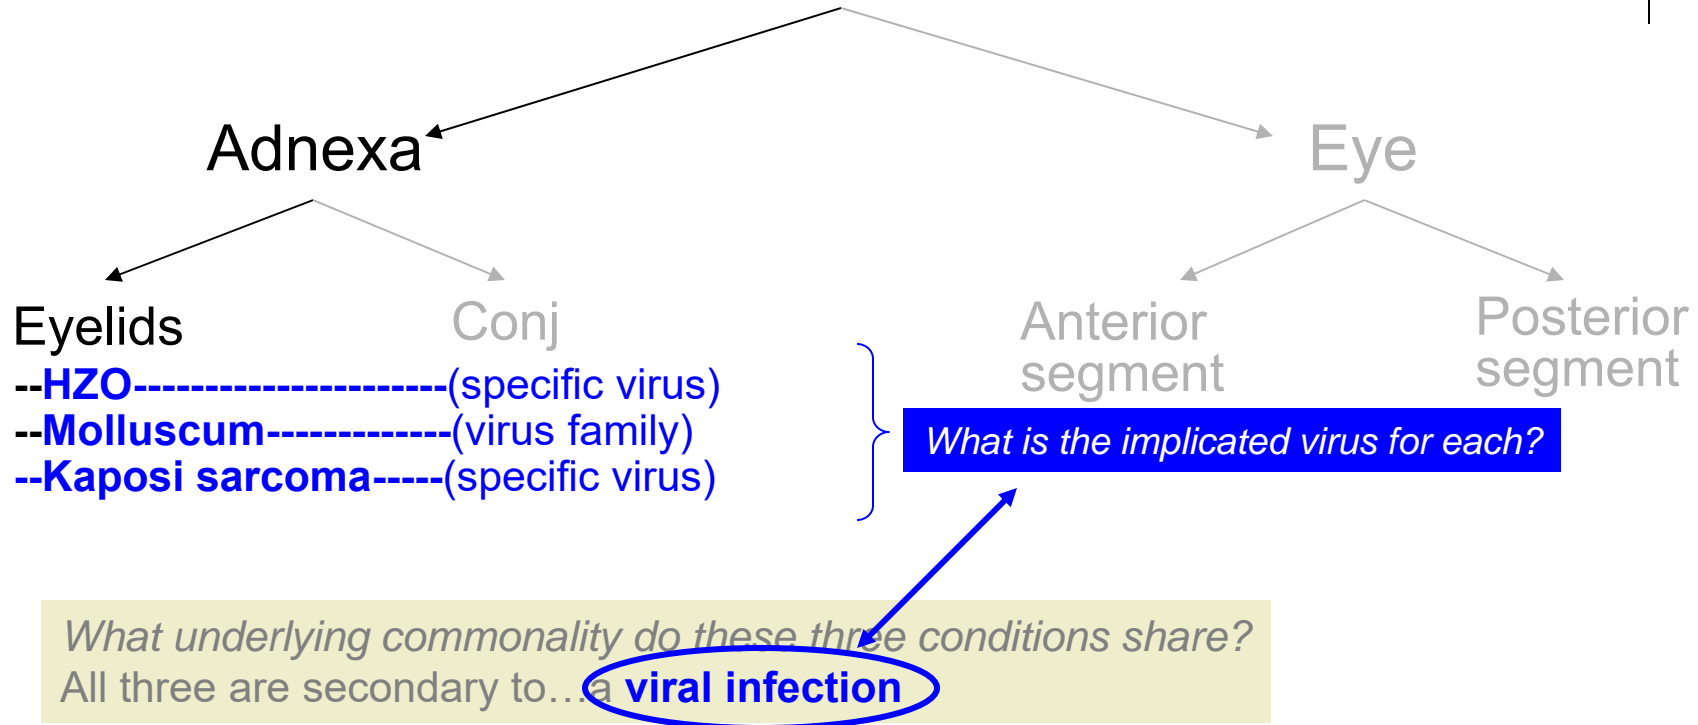 Adnexa
Eye
Eyelids
Conj
Anterior
segment
Posterior
segment
--HZO----------------------(specific virus)
--Molluscum-------------(virus family)
--Kaposi sarcoma-----(specific virus)
What is the implicated virus for each?
What underlying commonality do these three conditions share?
All three are secondary to…a viral infection